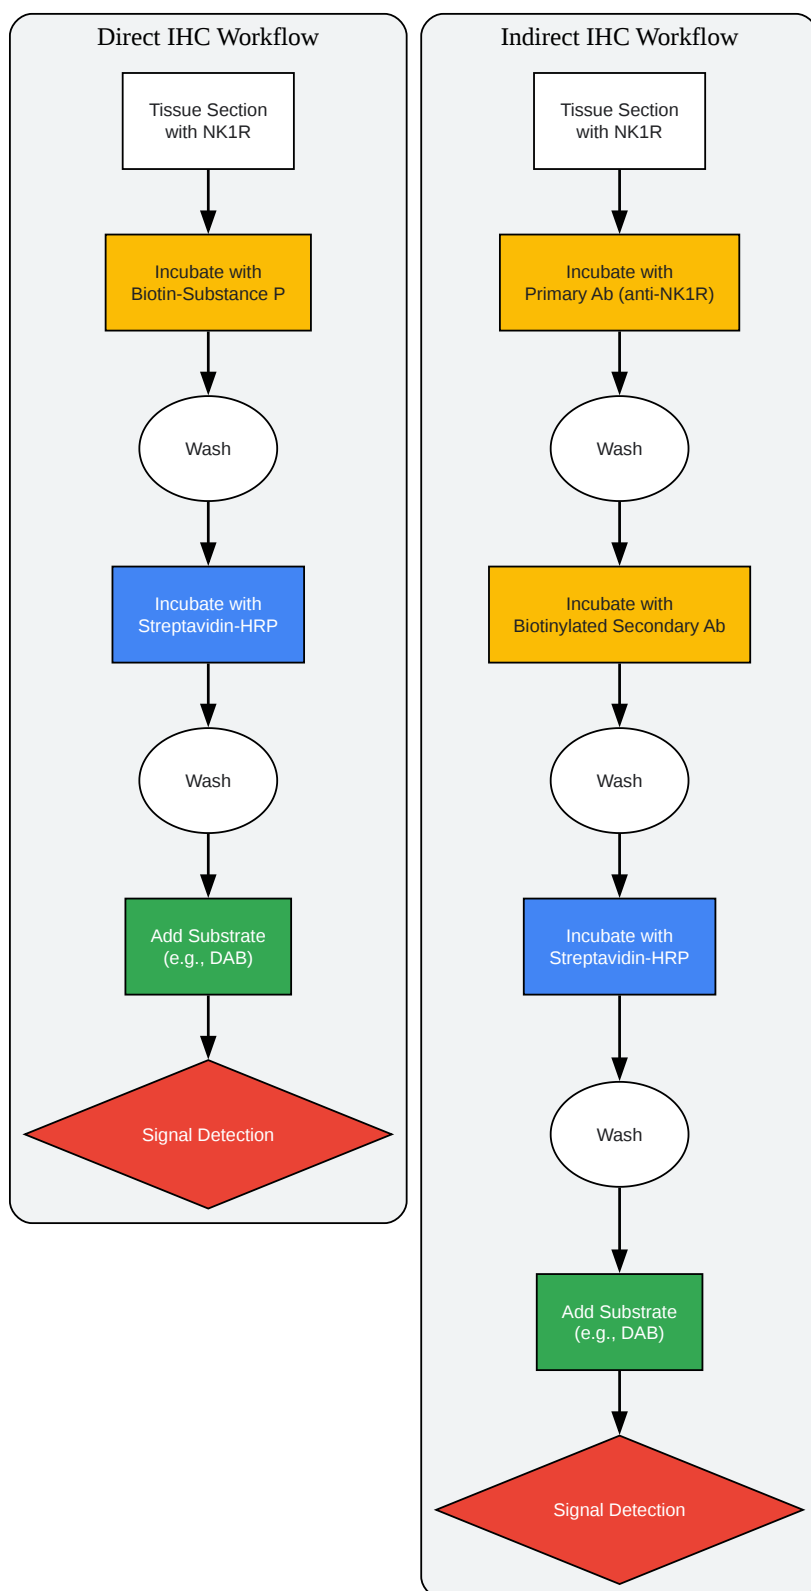 Direct IHC Workflow
Tissue Section
with NK1R
Incubate with
Biotin-Substance P
Wash
Incubate with
Streptavidin-HRP
Wash
Add Substrate
(e.g., DAB)
Signal Detection
Indirect IHC Workflow
Tissue Section
with NK1R
Incubate with
Primary Ab (anti-NK1R)
Wash
Incubate with
Biotinylated Secondary Ab
Wash
Incubate with
Streptavidin-HRP
Wash
Add Substrate
(e.g., DAB)
Signal Detection